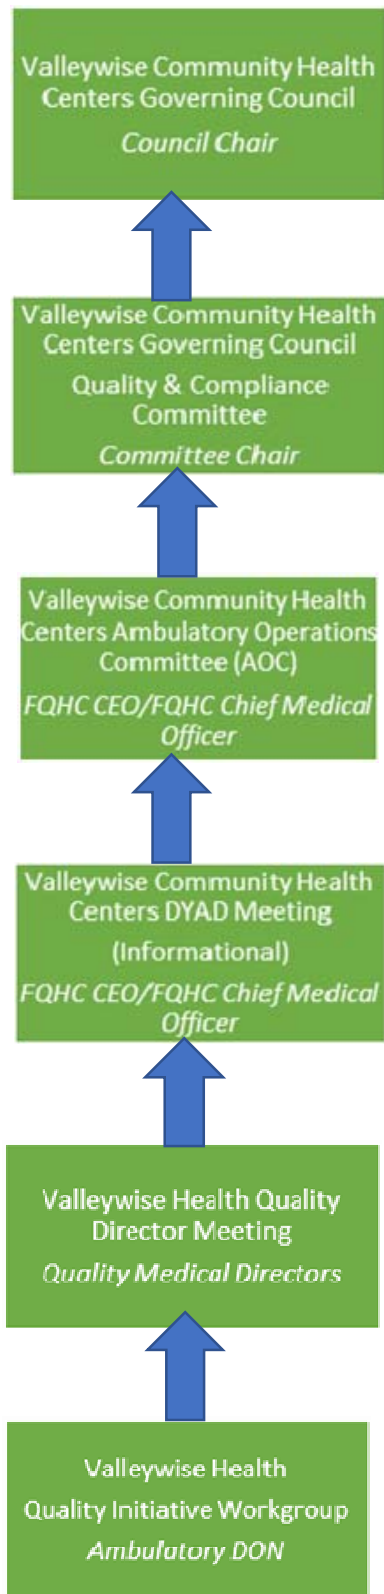 Valleywise Community Health
Centers Governing Council
Council Chair
Valleywise Community Health
Centers Governing Council
Quality & Compliance
Committee
Committee Chair
Valleywise Community Health
Centers Ambulatory Operations
Committee (AOC)
FQHC CEO/FQHC Chief Medical
Officer
Valleywise Community Health
Centers DYAD Meeting
(Informational)
FQHC CEO/FQHC Chief Medical
Officer
Valleywise Health Quality
Director Meeting
Quality Medical Directors
Valleywise Health
Quality Initiative Workgroup
Ambulatory DON